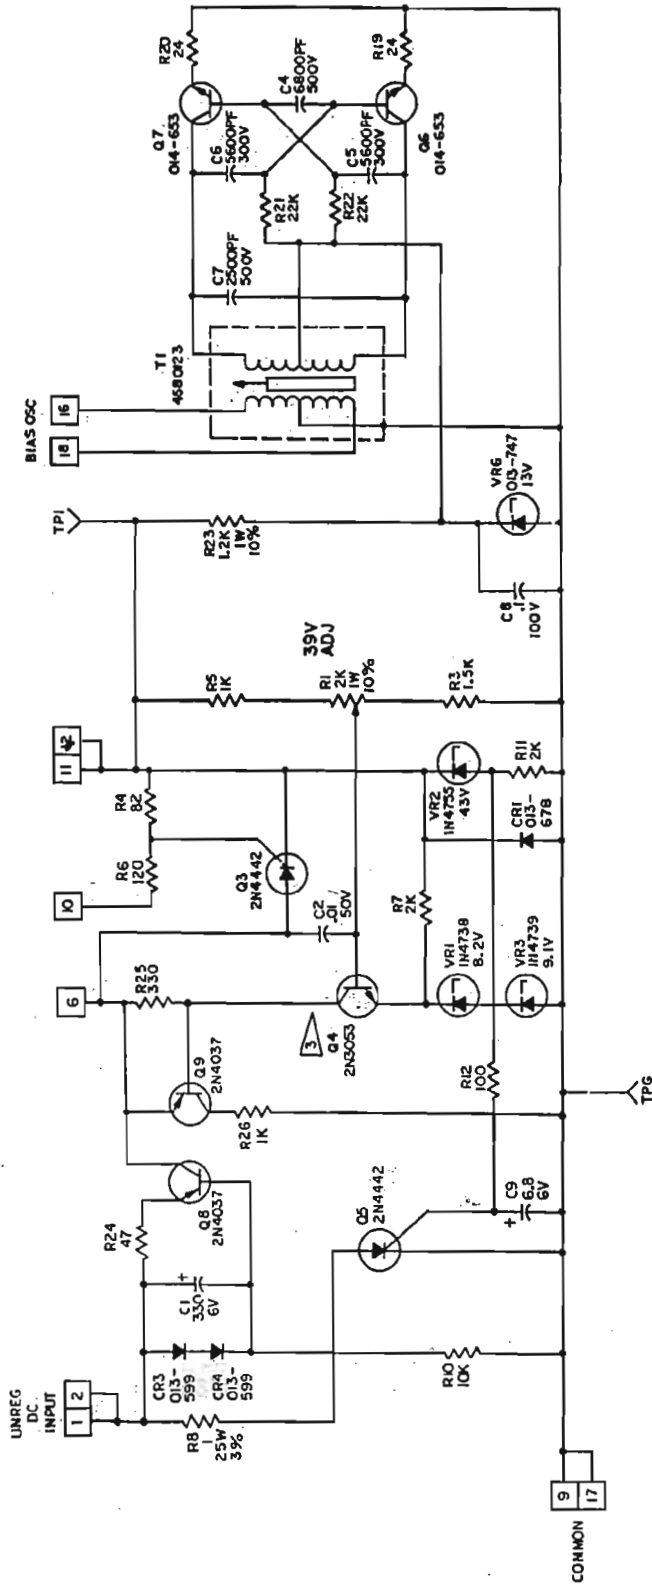 UNREG
DC
INPUT
1
2
R8
1
25W
3%
CR3
013-
599
CR4
013-
599
C1
330
6V
+
R24
47
Q8
2N4037
Q9
2N4037
R26
1K
R25
330
6
10
R6
120
R4
82
11
12
TP1
BIAS OSC
18
16
T1
4680123
C7
2500PF
500V
C6
5600PF
300V
Q7
014-653
R20
24
C4
6800PF
500V
R21
22K
R22
22K
C5
5600PF
300V
R19
24
Q6
014-653
R23
1.2K
1W
10%
VR6
013-747
13V
C8
.1
100V
39V
ADJ
R5
1K
R1
2K
1W
10%
R3
1.5K
Q3
2N4442
C2
.01
50V
3
Q4
2N3053
R7
2K
VR2
1N4755
43V
R11
2K
CR1
013-
678
VR1
1N4738
8.2V
VR3
1N4739
9.1V
R12
100
Q5
2N4442
+
C9
6.8
6V
R10
10K
TPG
9
17
COMMON